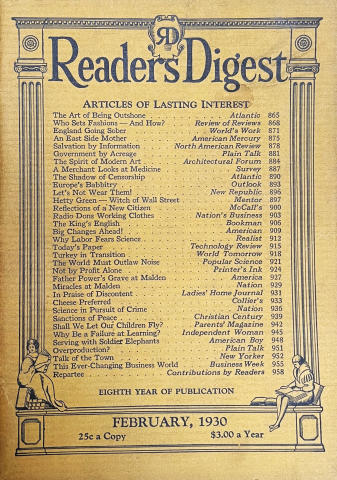 RD
Reader's Digest
ARTICLES OF LASTING INTEREST
The Art of Being Outshone . . Atlantic 865
Who Sets Fashions — And How? . Review of Reviews 868
England Going Sober . . World's Work 871
An East Side Mother . . American Mercury 875
Salvation by Information . North American Review 878
Government by Acreage . . Plain Talk 881
The Spirit of Modern Art . Architectural Forum 884
A Merchant Looks at Medicine . . Survey 887
The Shadow of Censorship . . Atlantic 890
Europe's Babbitry . . Outlook 893
Let's Not Wear Them! . . New Republic 896
Hetty Green — Witch of Wall Street . Mentor 897
Reflections of a New Citizen . . McCall's 900
Radio Dons Working Clothes . Nation's Business 903
The King's English . . Bookman 906
Big Changes Ahead! . . American 909
Why Labor Fears Science . . Realist 912
Today's Paper . . Technology Review 915
Turkey in Transition . . World Tomorrow 918
The World Must Outlaw Noise . Popular Science 921
Not by Profit Alone . . Printer's Ink 924
Father Power's Grave at Malden . . America 927
Miracles at Malden . . Nation 929
In Praise of Discontent . Ladies' Home Journal 931
Cheese Preferred . . Collier's 933
Science in Pursuit of Crime . . Nation 936
Sanctions of Peace . . Christian Century 939
Shall We Let Our Children Fly? . Parents' Magazine 942
Why Be a Failure at Learning? . Independent Woman 945
Serving with Soldier Elephants . American Boy 948
Overproduction? . . Plain Talk 951
Talk of the Town . . New Yorker 952
This Ever-Changing Business World . Business Week 955
Repartee . . Contributions by Readers 958
EIGHTH YEAR OF PUBLICATION
FEBRUARY, 1930
25c a Copy $3.00 a Year